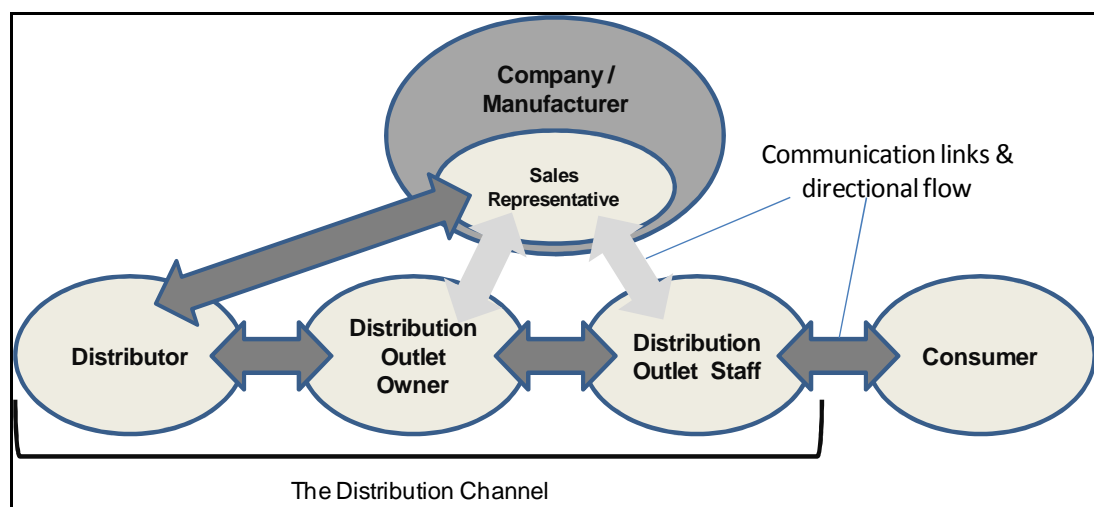 Company /
Manufacturer
Sales
Representative
Communication links &
directional flow
Distributor
Distribution
Outlet
Owner
Distribution
Outlet Staff
Consumer
The Distribution Channel